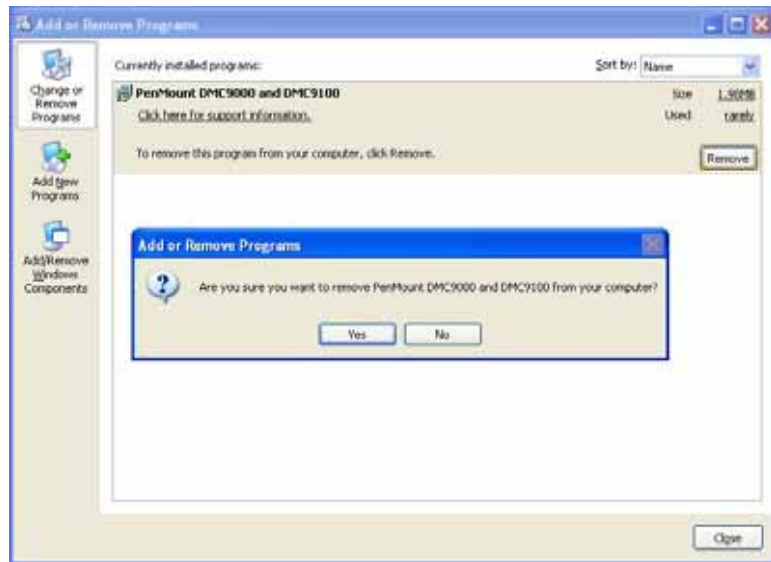 Add or Remove Programs
Change or
Remove
Programs
Currently installed programs:
Sort by: Name
PenMount DMC9000 and DMC9100
Size 1.90MB
Click here for support information.
Used rarely
To remove this program from your computer, click Remove.
Remove
Add New
Programs
Add/Remove
Windows
Components
Add or Remove Programs
Are you sure you want to remove PenMount DMC9000 and DMC9100 from your computer?
Yes
No
Close